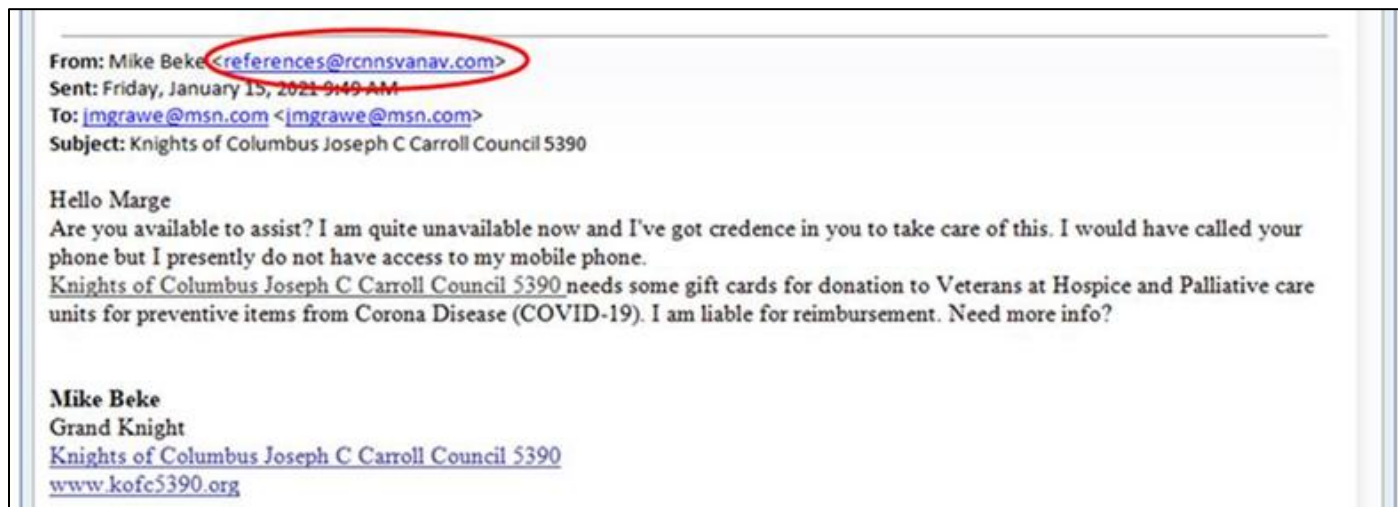 From: Mike Beke <references@rcnnsvanav.com>
Sent: Friday, January 15, 2021 9:49 AM
To: jmgrawe@msn.com <jmgrawe@msn.com>
Subject: Knights of Columbus Joseph C Carroll Council 5390
Hello Marge
Are you available to assist? I am quite unavailable now and I've got credence in you to take care of this. I would have called your
phone but I presently do not have access to my mobile phone.
Knights of Columbus Joseph C Carroll Council 5390 needs some gift cards for donation to Veterans at Hospice and Palliative care
units for preventive items from Corona Disease (COVID-19). I am liable for reimbursement. Need more info?
Mike Beke
Grand Knight
Knights of Columbus Joseph C Carroll Council 5390
www.kofc5390.org